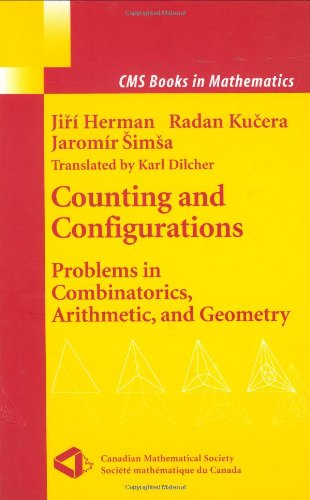 CMS Books in Mathematics
Jiří Herman Radan Kučera
Jaromír Šimša
Translated by Karl Dilcher
Counting and
Configurations
Problems in
Combinatorics,
Arithmetic, and Geometry
Canadian Mathematical Society
Société mathématique du Canada